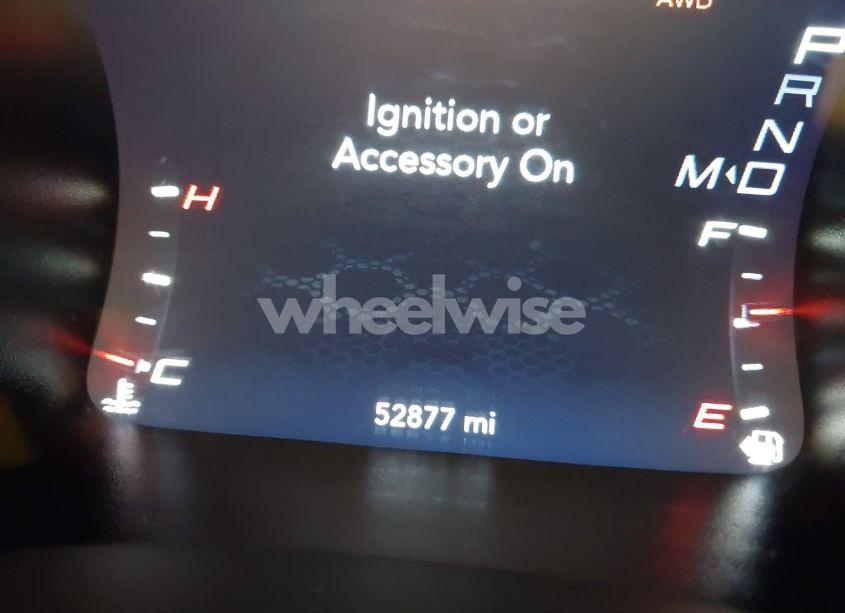 AWD
P
Ignition or
R
Accessory On
N
M D
H
F
wheelwise
C
52877 mi
E